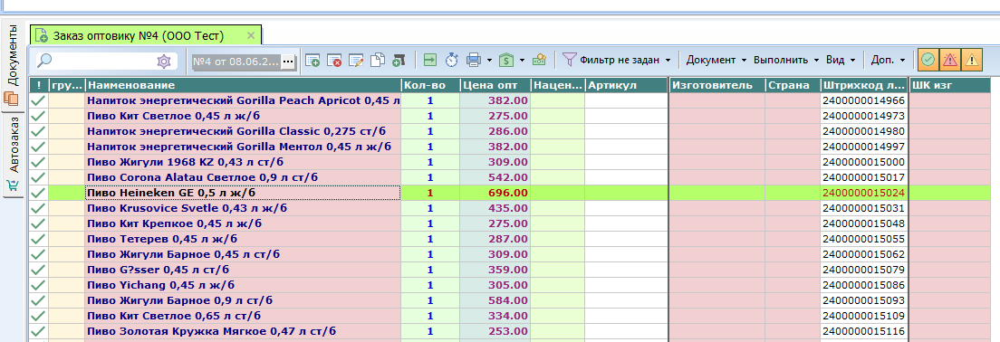 Заказ оптовику №4 (ООО Тест)
№4 от 08.06.2... ... Фильтр не задан Документ Выполнить Вид Доп.
Документы
Автозаказ
! гру... Наименование Кол-во Цена опт Нацен... Артикул Изготовитель Страна Штрихкод л... ШК изг
Напиток энергетический Gorilla Peach Apricot 0,45 л 1 382.00 2400000014966
Пиво Кит Светлое 0,45 л ж/б 1 275.00 2400000014973
Напиток энергетический Gorilla Classic 0,275 ст/б 1 286.00 2400000014980
Напиток энергетический Gorilla Ментол 0,45 л ж/б 1 382.00 2400000014997
Пиво Жигули 1968 KZ 0,43 л ст/б 1 309.00 2400000015000
Пиво Corona Alatau Светлое 0,9 л ст/б 1 542.00 2400000015017
Пиво Heineken GE 0,5 л ж/б 1 696.00 2400000015024
Пиво Krusovice Svetle 0,43 л ж/б 1 435.00 2400000015031
Пиво Кит Крепкое 0,45 л ж/б 1 275.00 2400000015048
Пиво Тетерев 0,45 л ж/б 1 287.00 2400000015055
Пиво Жигули Барное 0,45 л ст/б 1 309.00 2400000015062
Пиво G?sser 0,45 л ст/б 1 359.00 2400000015079
Пиво Yichang 0,45 л ж/б 1 305.00 2400000015086
Пиво Жигули Барное 0,9 л ст/б 1 584.00 2400000015093
Пиво Кит Светлое 0,65 л ст/б 1 334.00 2400000015109
Пиво Золотая Кружка Мягкое 0,47 л ст/б 1 253.00 2400000015116